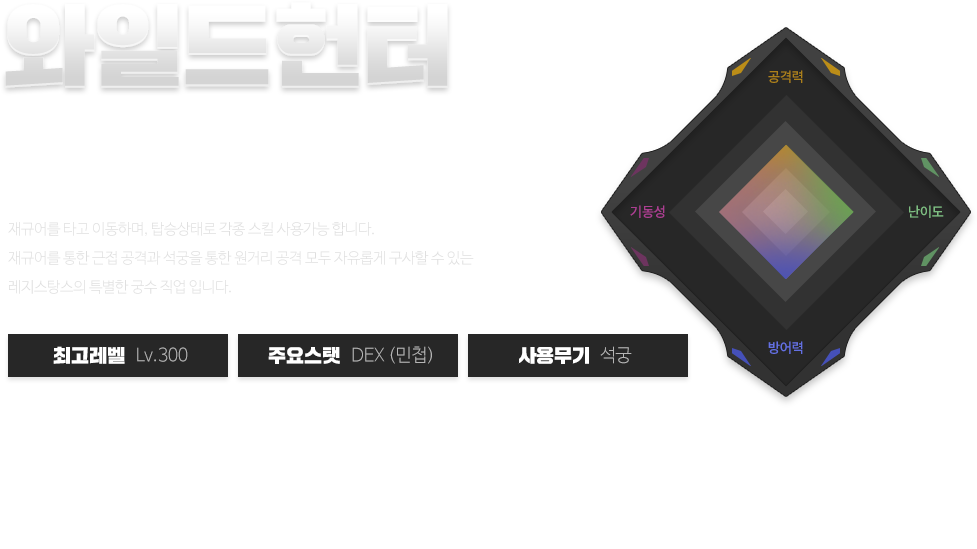 와일드헌터
재규어를 타고 이동하며, 탑승상태로 각종 스킬 사용가능 합니다.
재규어를 통한 근접 공격과 석궁을 통한 원거리 공격 모두 자유롭게 구사할 수 있는
레지스탕스의 특별한 궁수 직업 입니다.
최고레벨 Lv.300
주요스탯 DEX (민첩)
사용무기 석궁
공격력
기동성
난이도
방어력